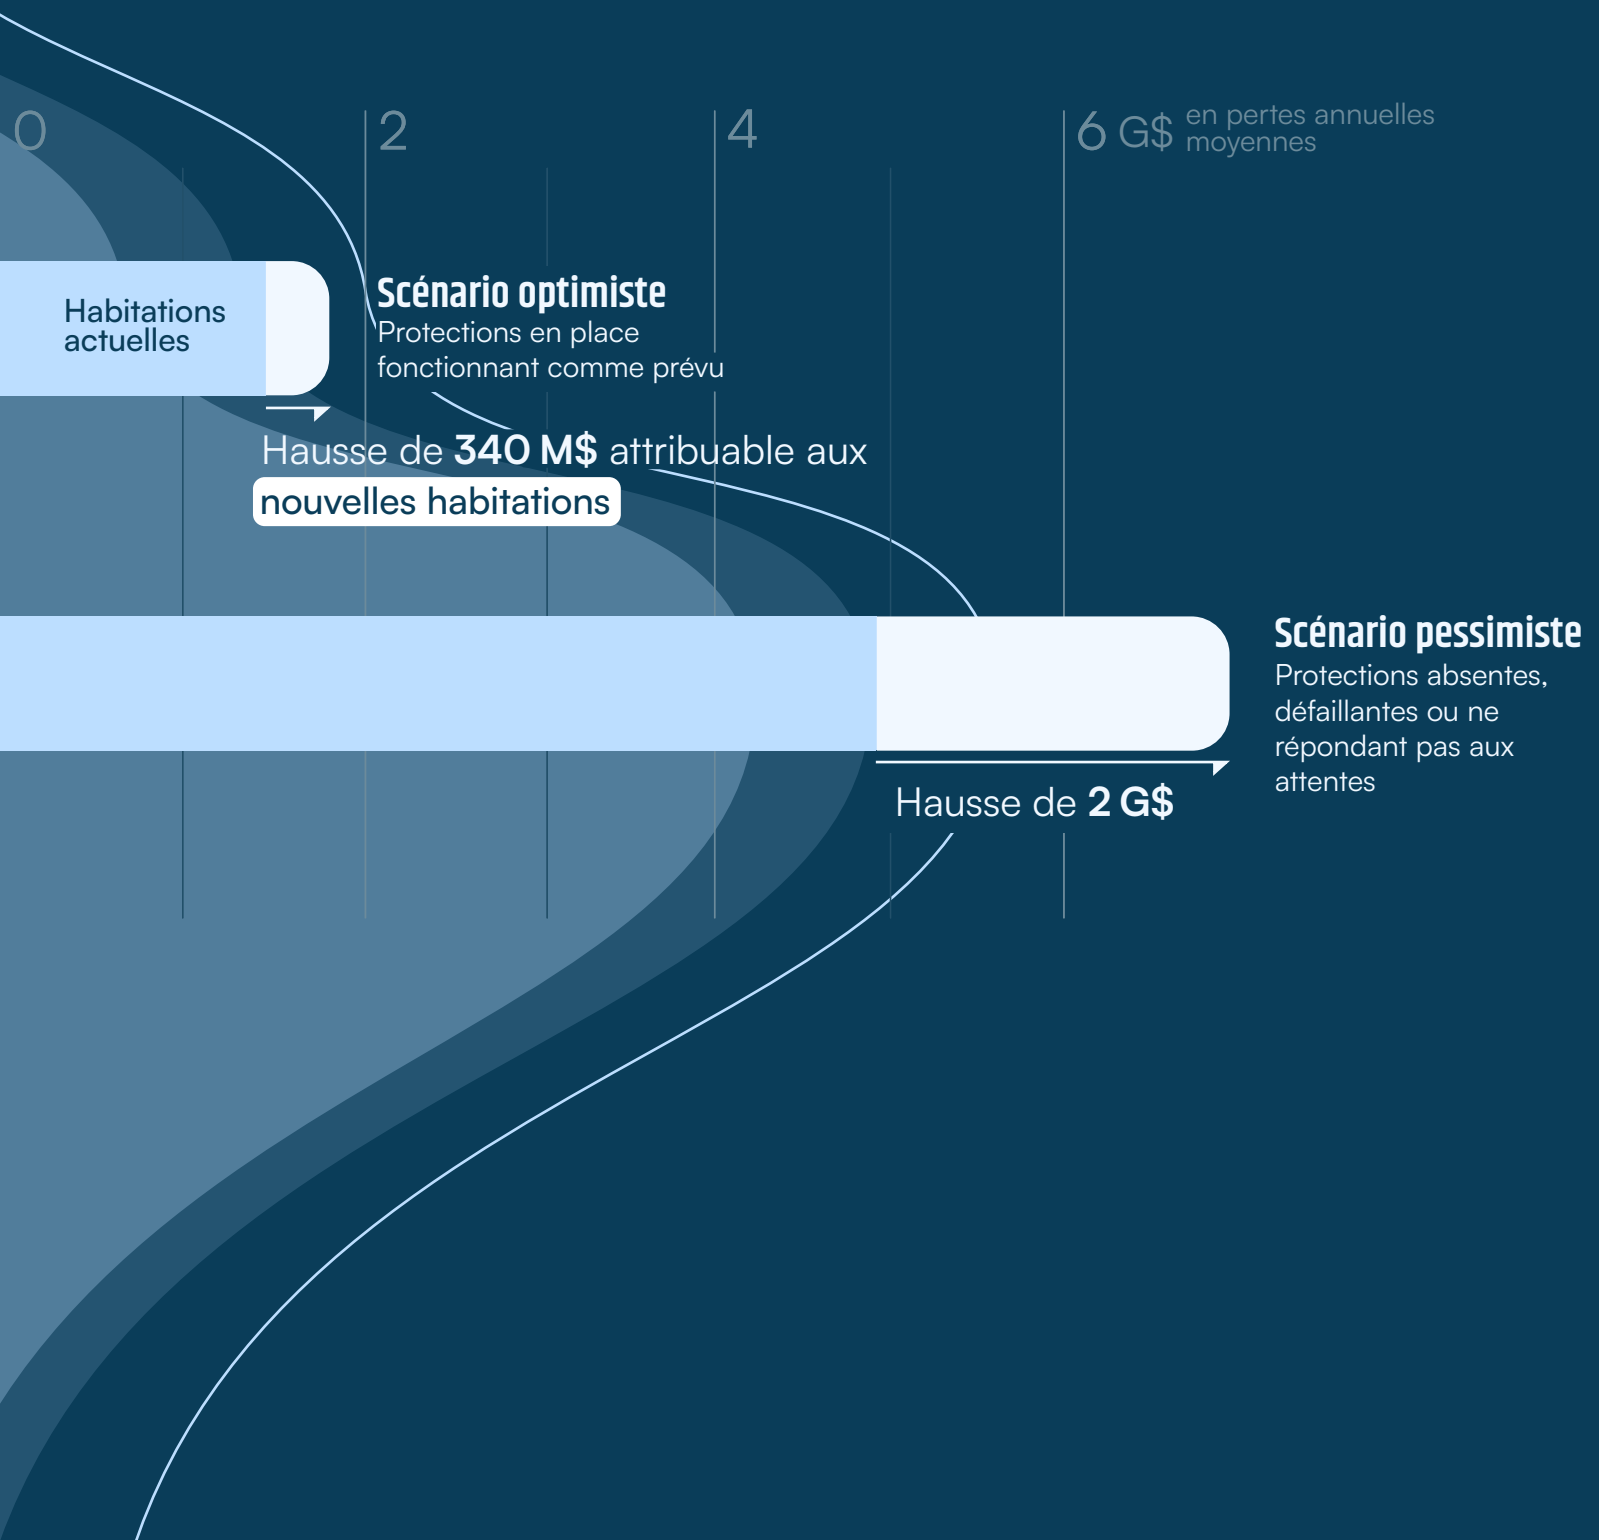 0
2
4
6 G$ en pertes annuelles
moyennes
Habitations
actuelles
Scénario optimiste
Protections en place
fonctionnant comme prévu
Hausse de 340 M$ attribuable aux
nouvelles habitations
Scénario pessimiste
Protections absentes,
défaillantes ou ne
répondant pas aux
attentes
Hausse de 2 G$